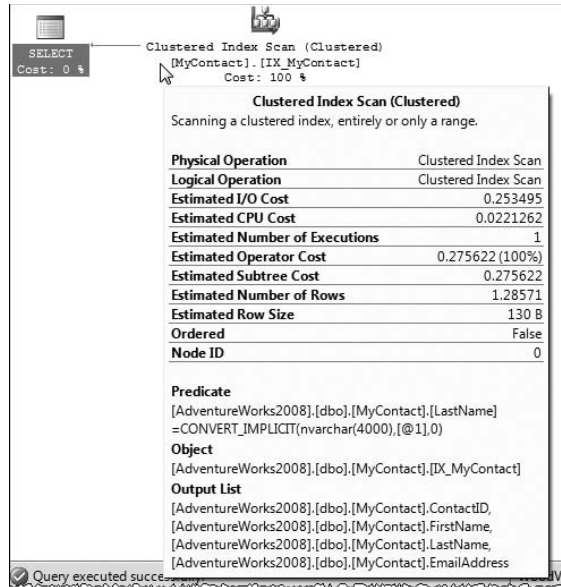 SELECT
Cost: 0 %
Clustered Index Scan (Clustered)
[MyContact].[IX_MyContact]
Cost: 100 %
Clustered Index Scan (Clustered)
Scanning a clustered index, entirely or only a range.
Physical Operation Clustered Index Scan
Logical Operation Clustered Index Scan
Estimated I/O Cost 0.253495
Estimated CPU Cost 0.0221262
Estimated Number of Executions 1
Estimated Operator Cost 0.275622 (100%)
Estimated Subtree Cost 0.275622
Estimated Number of Rows 1.28571
Estimated Row Size 130 B
Ordered False
Node ID 0
Predicate
[AdventureWorks2008].[dbo].[MyContact].[LastName]
=CONVERT_IMPLICIT(nvarchar(4000),[@1],0)
Object
[AdventureWorks2008].[dbo].[MyContact].[IX_MyContact]
Output List
[AdventureWorks2008].[dbo].[MyContact].ContactID,
[AdventureWorks2008].[dbo].[MyContact].FirstName,
[AdventureWorks2008].[dbo].[MyContact].LastName,
[AdventureWorks2008].[dbo].[MyContact].EmailAddress
Query executed